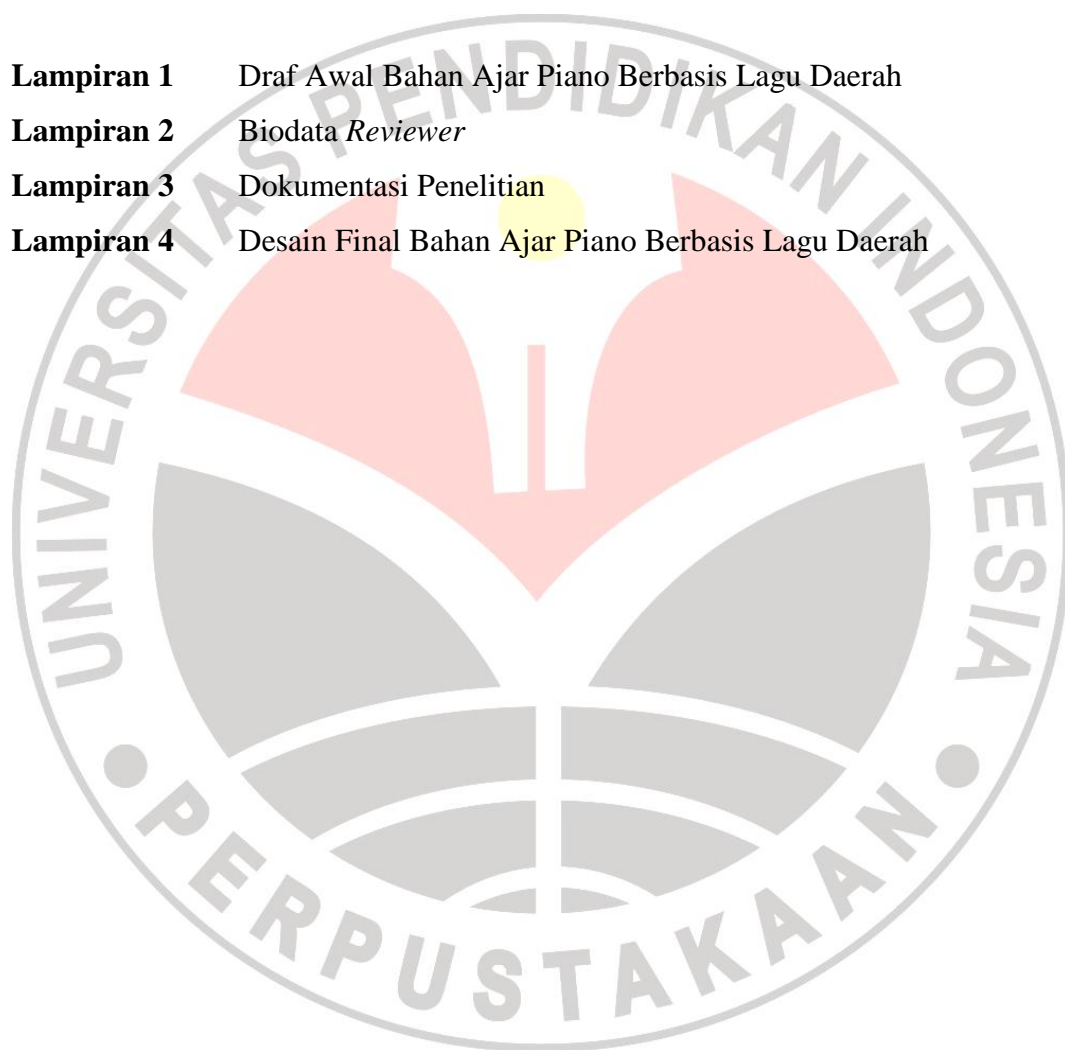 Lampiran 1 Draf Awal Bahan Ajar Piano Berbasis Lagu Daerah
Lampiran 2 Biodata Reviewer
Lampiran 3 Dokumentasi Penelitian
Lampiran 4 Desain Final Bahan Ajar Piano Berbasis Lagu Daerah
UNIVERSITAS PENDIDIKAN INDONESIA
PERPUSTAKAAN